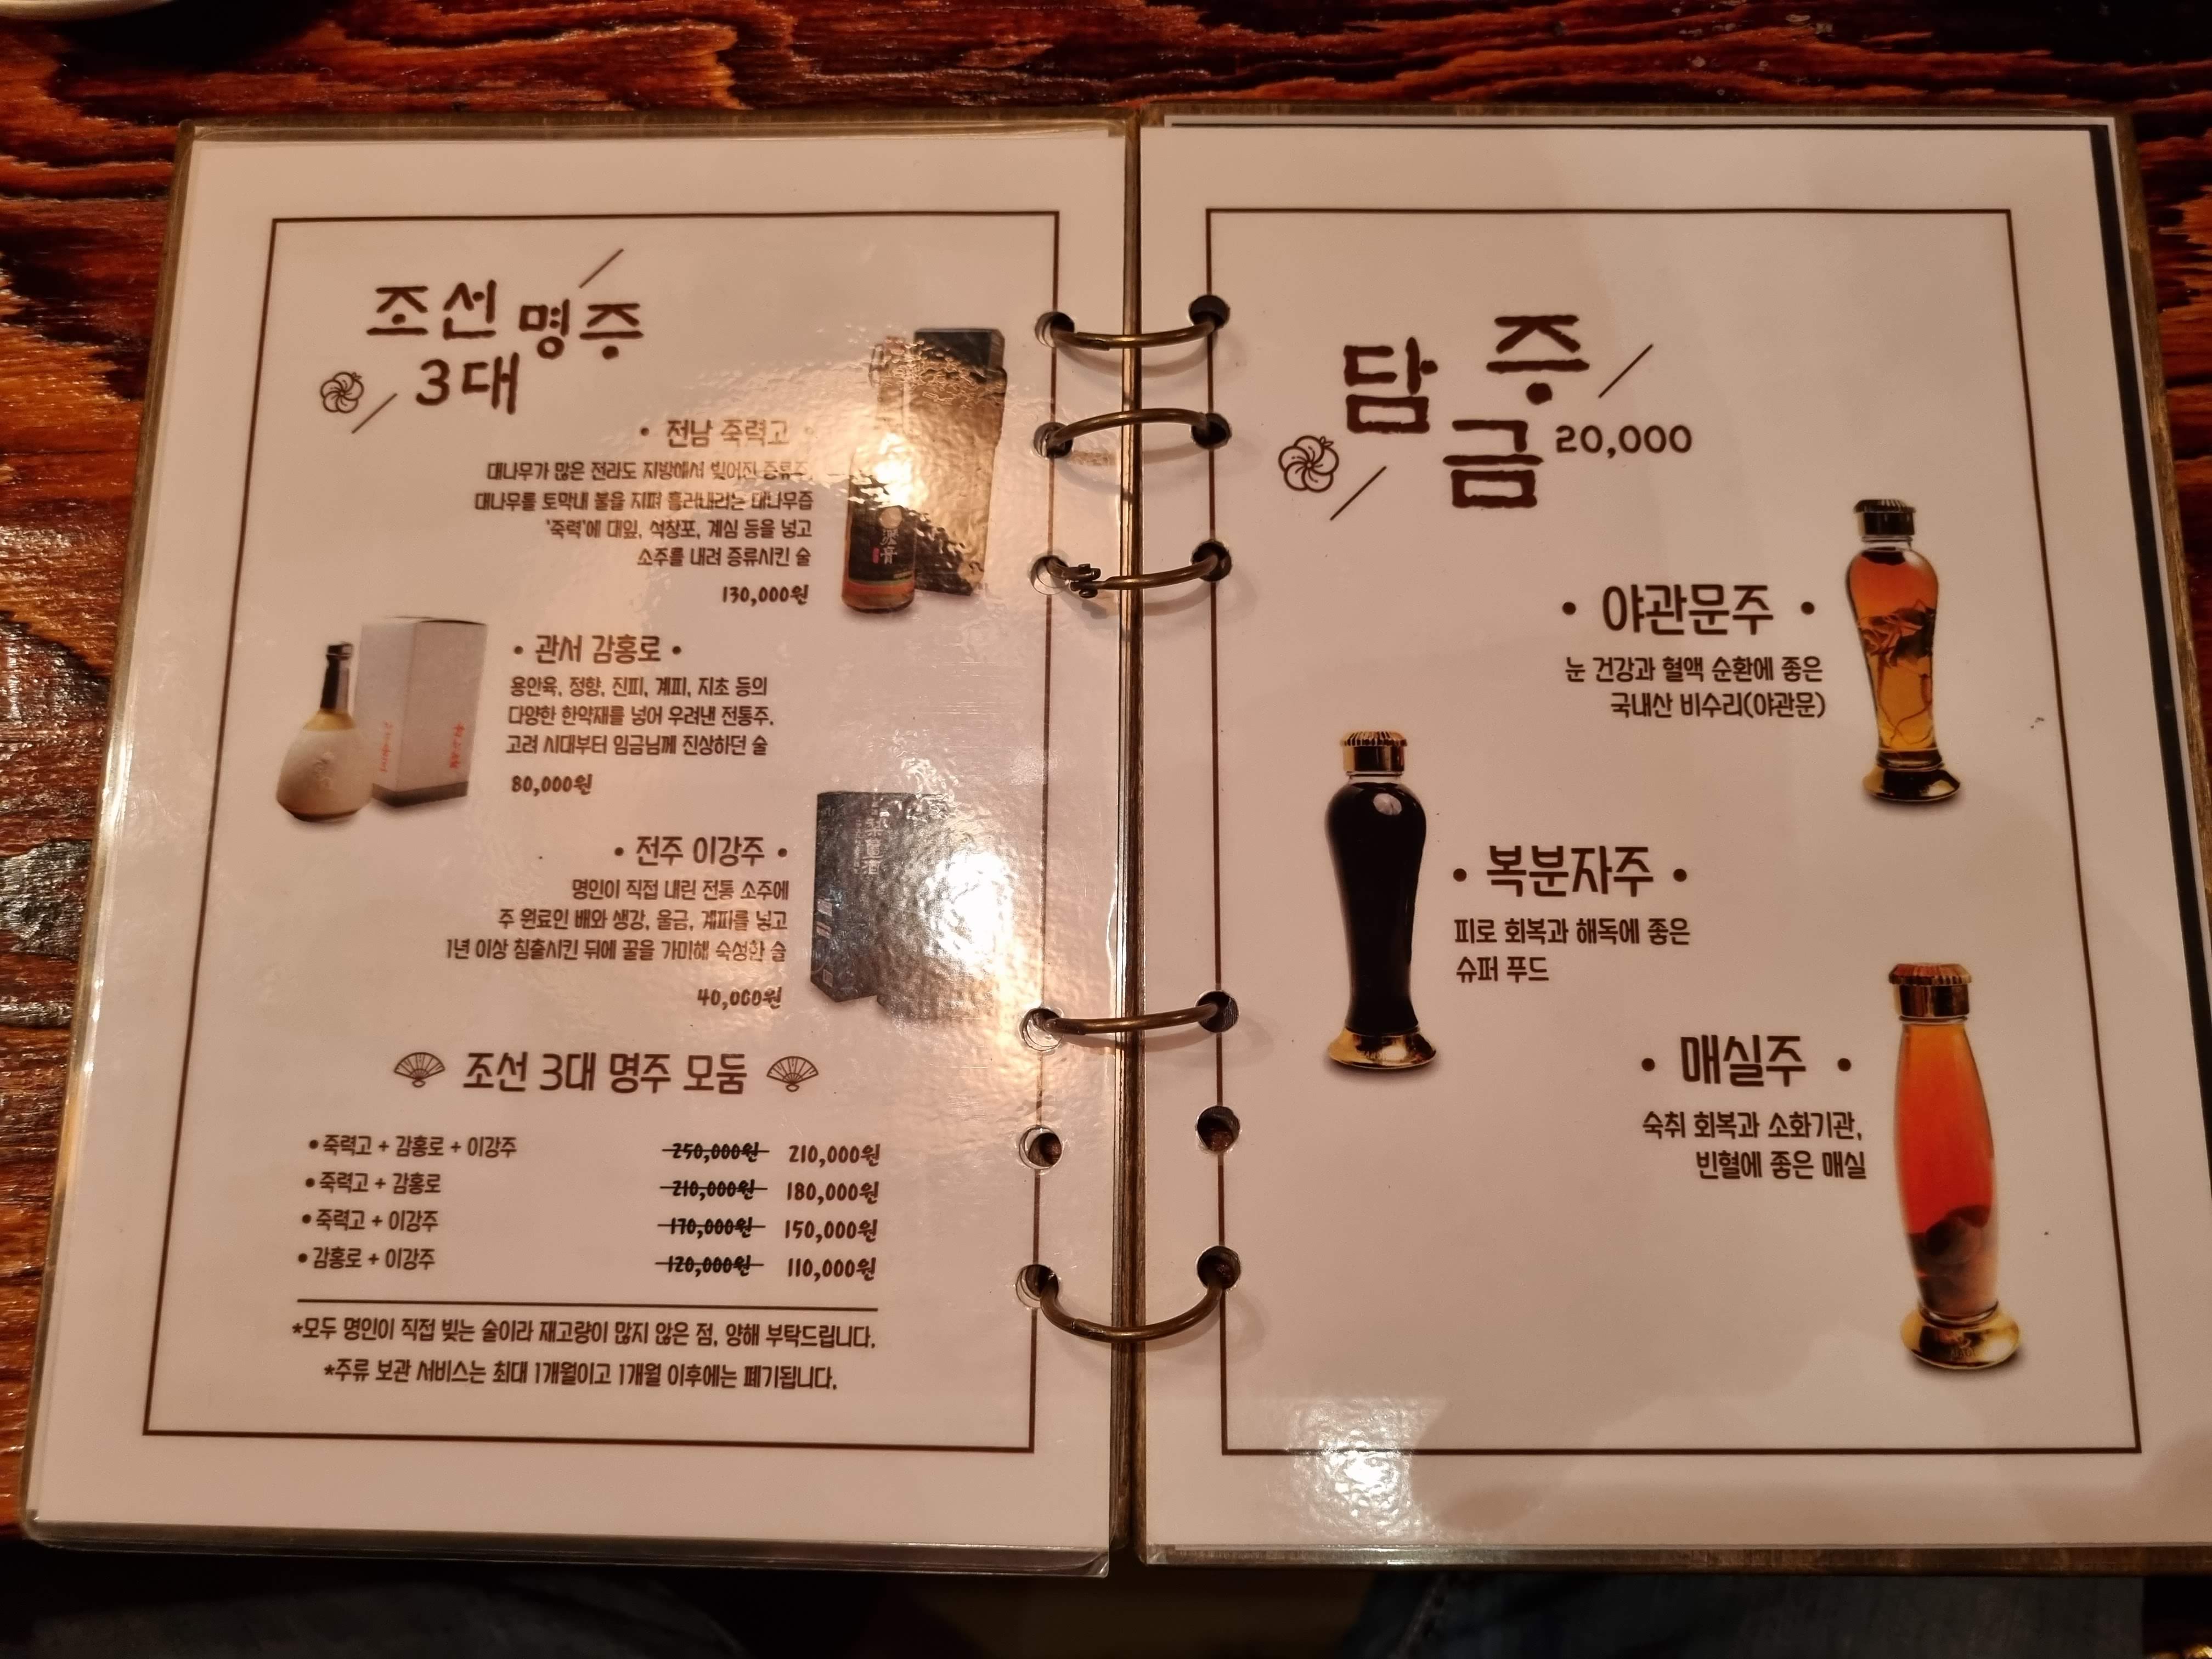 조선 명주
3대
• 전남 죽력고 •
대나무가 많은 전라도 지방에서 빚어진 증류주,
대나무를 토막내 불을 지펴 흘러내리는 대나무즙
'죽력'에 대잎, 석창포, 계심 등을 넣고
소주를 내려 증류시킨 술
130,000원
• 관서 감홍로 •
용안육, 정향, 진피, 계피, 지초 등의
다양한 한약재를 넣어 우려낸 전통주,
고려 시대부터 임금님께 진상하던 술
80,000원
• 전주 이강주 •
명인이 직접 내린 전통 소주에
주 원료인 배와 생강, 울금, 계피를 넣고
1년 이상 침출시킨 뒤에 꿀을 가미해 숙성한 술
40,000원
조선 3대 명주 모둠
• 죽력고 + 감홍로 + 이강주 250,000원 210,000원
• 죽력고 + 감홍로 210,000원 180,000원
• 죽력고 + 이강주 170,000원 150,000원
• 감홍로 + 이강주 120,000원 110,000원
*모두 명인이 직접 빚는 술이라 재고량이 많지 않은 점, 양해 부탁드립니다.
*주류 보관 서비스는 최대 1개월이고 1개월 이후에는 폐기됩니다.
담금주
20,000
• 야관문주 •
눈 건강과 혈액 순환에 좋은
국내산 비수리(야관문)
• 복분자주 •
피로 회복과 해독에 좋은
슈퍼 푸드
• 매실주 •
숙취 회복과 소화기관,
빈혈에 좋은 매실